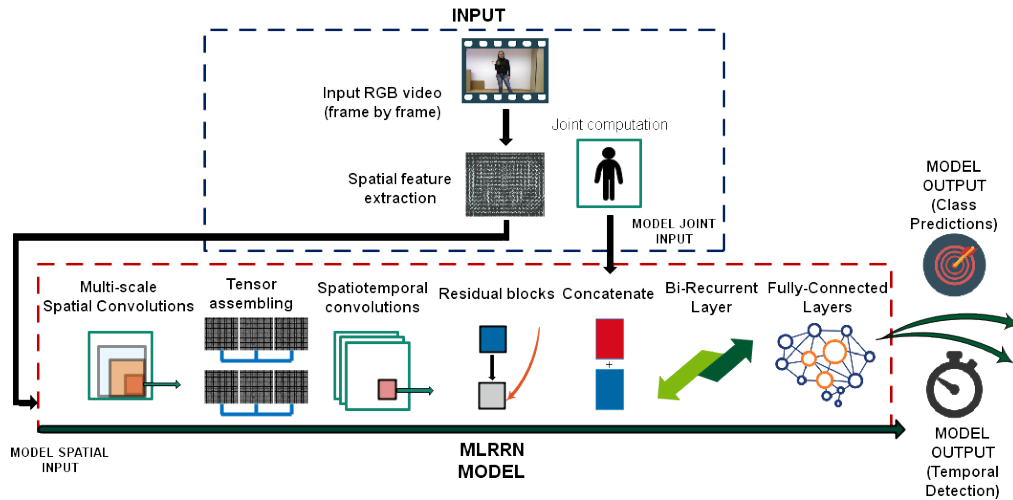 INPUT
Input RGB video
(frame by frame)
Joint computation
Spatial feature
extraction
MODEL JOINT
INPUT
MODEL
OUTPUT
(Class
Predictions)
Multi-scale
Spatial Convolutions
Tensor
assembling
Spatiotemporal
convolutions
Residual blocks
Concatenate
+
Bi-Recurrent
Layer
Fully-Connected
Layers
MODEL SPATIAL
INPUT
MLRRN
MODEL
MODEL
OUTPUT
(Temporal
Detection)